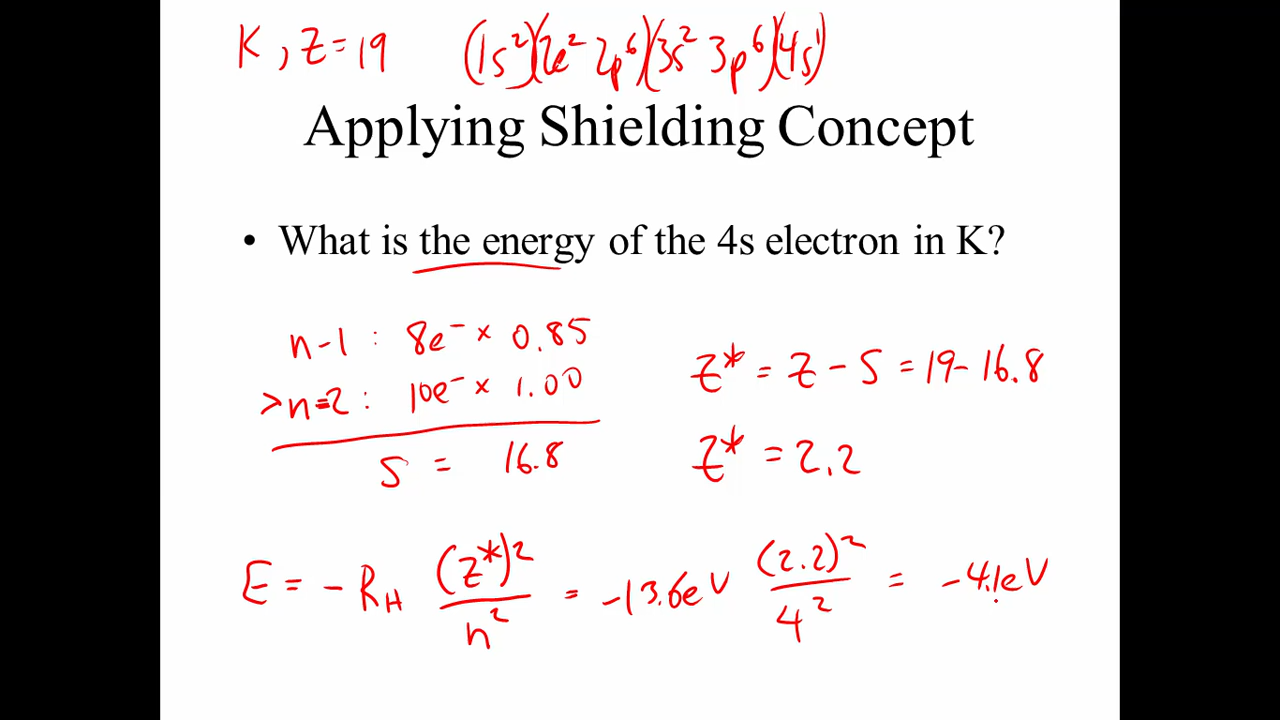 K, Z=19 (1s²)(2s² 2p⁶)(3s² 3p⁶)(4s¹)
Applying Shielding Concept
• What is the energy of the 4s electron in K?
n-1 : 8e⁻ × 0.85
>n=2 : 10e⁻ × 1.00
S = 16.8
Z* = Z - S = 19-16.8
Z* = 2.2
E = -R_H (Z*)²/n² = -13.6eV (2.2)²/4² = -4.1eV